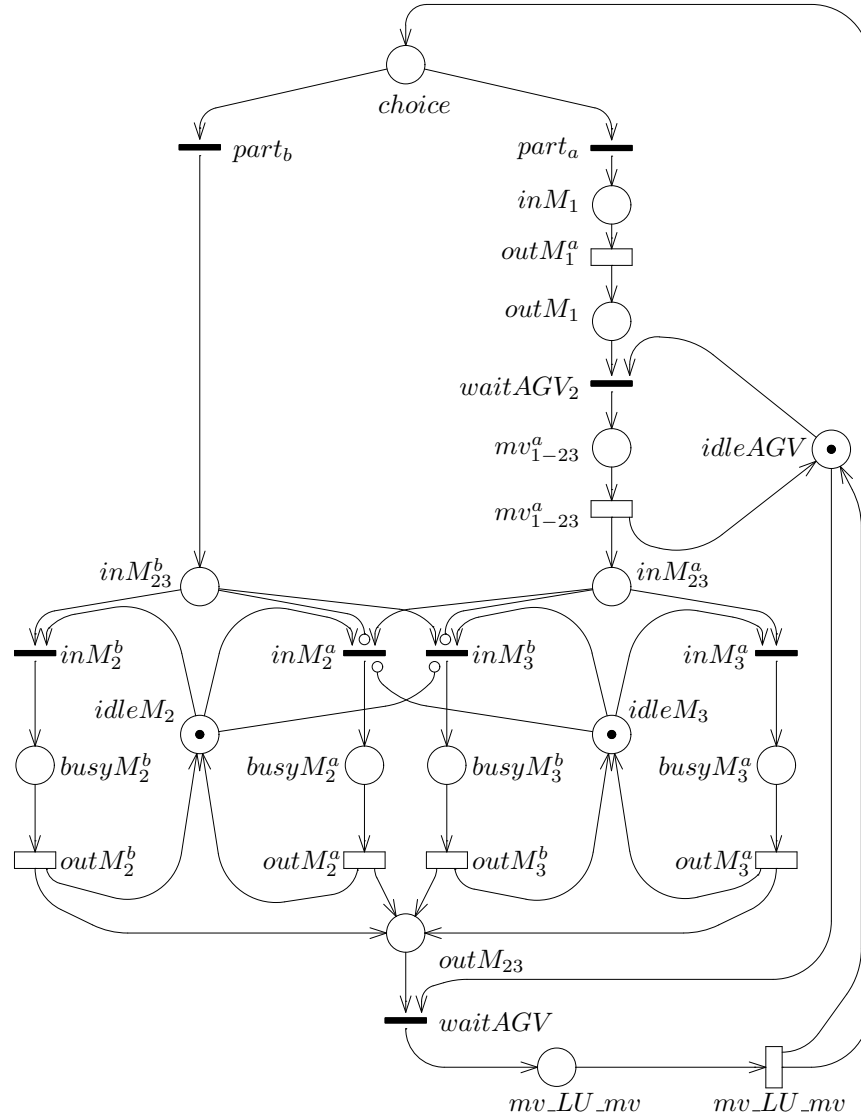 choice
part_b
part_a
inM_1
outM_1^a
outM_1
waitAGV_2
mv_{1-23}^a
idleAGV
mv_{1-23}^a
inM_{23}^b
inM_{23}^a
inM_2^b
inM_2^a
inM_3^b
inM_3^a
idleM_2
idleM_3
busyM_2^b
busyM_2^a
busyM_3^b
busyM_3^a
outM_2^b
outM_2^a
outM_3^b
outM_3^a
outM_{23}
waitAGV
mv_LU_mv
mv_LU_mv